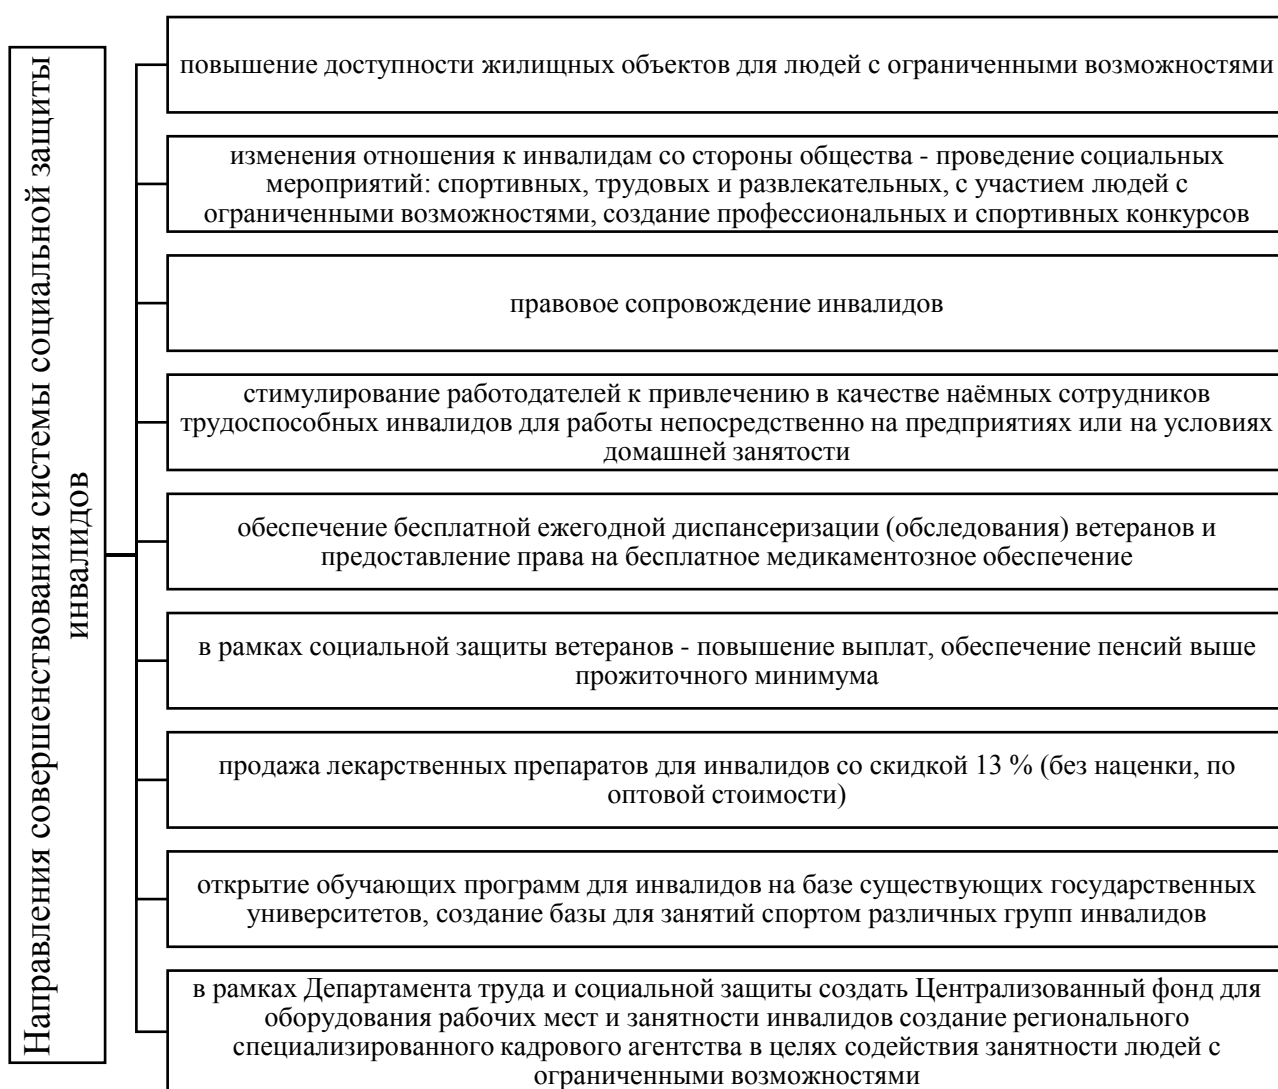 Направления совершенствования системы социальной защиты
инвалидов
повышение доступности жилищных объектов для людей с ограниченными возможностями
изменения отношения к инвалидам со стороны общества - проведение социальных
мероприятий: спортивных, трудовых и развлекательных, с участием людей с
ограниченными возможностями, создание профессиональных и спортивных конкурсов
правовое сопровождение инвалидов
стимулирование работодателей к привлечению в качестве наёмных сотрудников
трудоспособных инвалидов для работы непосредственно на предприятиях или на условиях
домашней занятости
обеспечение бесплатной ежегодной диспансеризации (обследования) ветеранов и
предоставление права на бесплатное медикаментозное обеспечение
в рамках социальной защиты ветеранов - повышение выплат, обеспечение пенсий выше
прожиточного минимума
продажа лекарственных препаратов для инвалидов со скидкой 13 % (без наценки, по
оптовой стоимости)
открытие обучающих программ для инвалидов на базе существующих государственных
университетов, создание базы для занятий спортом различных групп инвалидов
в рамках Департамента труда и социальной защиты создать Централизованный фонд для
оборудования рабочих мест и занятности инвалидов создание регионального
специализированного кадрового агентства в целях содействия занятности людей с
ограниченными возможностями